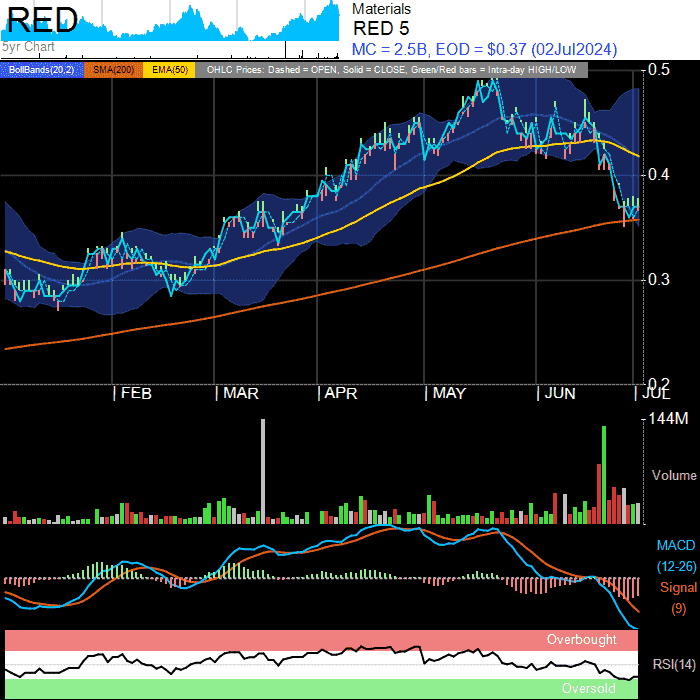 RED
5yr Chart
Materials
RED 5
MC = 2.5B, EOD = $0.37 (02Jul2024)
BollBands(20,2) SMA(200) EMA(50) OHLC Prices: Dashed = OPEN, Solid = CLOSE, Green/Red bars = Intra-day HIGH/LOW
0.5
0.4
0.3
0.2
FEB MAR APR MAY JUN JUL
144M
Volume
MACD
(12-26)
Signal
(9)
Overbought
RSI(14)
Oversold